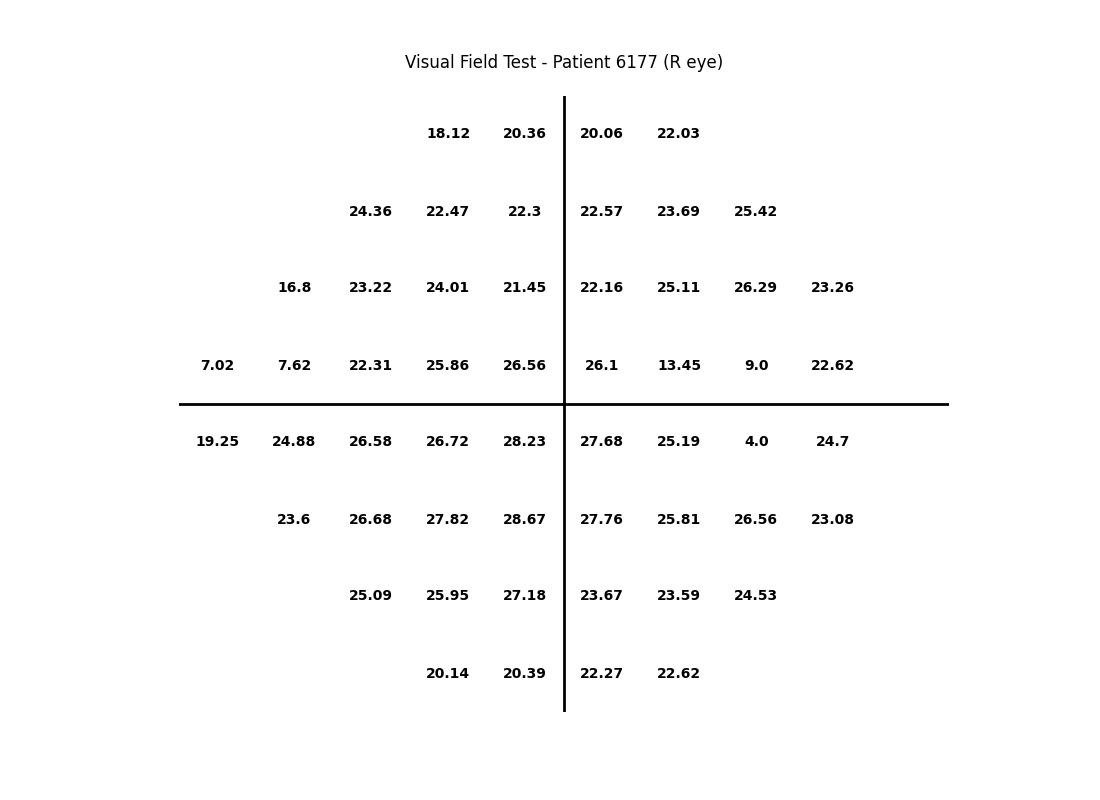 Visual Field Test - Patient 6177 (R eye)
18.12 20.36 20.06 22.03
24.36 22.47 22.3 22.57 23.69 25.42
16.8 23.22 24.01 21.45 22.16 25.11 26.29 23.26
7.02 7.62 22.31 25.86 26.56 26.1 13.45 9.0 22.62
19.25 24.88 26.58 26.72 28.23 27.68 25.19 4.0 24.7
23.6 26.68 27.82 28.67 27.76 25.81 26.56 23.08
25.09 25.95 27.18 23.67 23.59 24.53
20.14 20.39 22.27 22.62